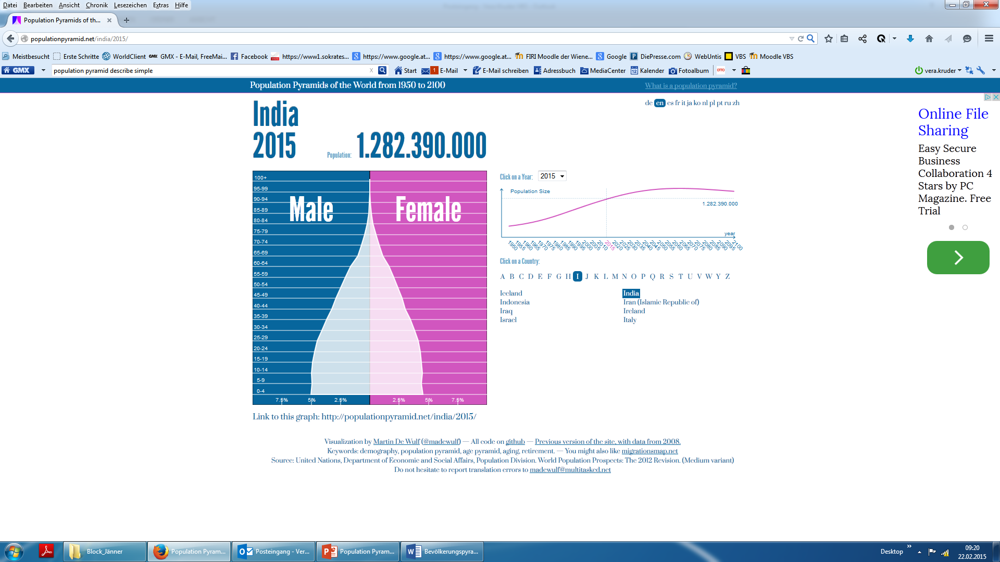 Datei Bearbeiten Ansicht Chronik Lesezeichen Extras Hilfe
Population Pyramids of th...
populationpyramid.net/india/2015/
Meistbesucht Erste Schritte WorldClient GMX GMX - E-Mail, FreeMai... Facebook https://www1.sokrates... https://www.google.at... https://www.google.at... FIRI Moodle der Wiene... Google DiePresse.com WebUntis VBS Moodle VBS
GMX population pyramid describe simple X Start 1 E-Mail E-Mail schreiben Adressbuch MediaCenter 12 Kalender Fotoalbum OTTO vera.kruder
Population Pyramids of the World from 1950 to 2100 What is a population pyramid?
de en es fr it ja ko nl pl pt ru zh
India
2015 Population: 1.282.390.000
Male Female
100+
95-99
90-94
85-89
80-84
75-79
70-74
65-69
60-64
55-59
50-54
45-49
40-44
35-39
30-34
25-29
20-24
15-19
10-14
5-9
0-4
7.5% 5% 2.5% 2.5% 5% 7.5%
Link to this graph: http://populationpyramid.net/india/2015/
Click on a Year: 2015
Population Size
1.282.390.000
year
1950 1955 1960 1965 1970 1975 1980 1985 1990 1995 2000 2005 2010 2015 2020 2025 2030 2035 2040 2045 2050 2055 2060 2065 2070 2075 2080 2085 2090 2095 2100
Click on a Country:
A B C D E F G H I J K L M N O P Q R S T U V W Y Z
Iceland India
Indonesia Iran (Islamic Republic of)
Iraq Ireland
Israel Italy
Online File
Sharing
Easy Secure
Business
Collaboration 4
Stars by PC
Magazine. Free
Trial
Visualization by Martin De Wulf (@madewulf) — All code on github — Previous version of the site, with data from 2008.
Keywords: demography, population pyramid, age pyramid, aging, retirement. — You might also like migrationsmap.net
Source: United Nations, Department of Economic and Social Affairs, Population Division. World Population Prospects: The 2012 Revision. (Medium variant)
Do not hesitate to report translation errors to madewulf@multitasked.net
Block_Jänner Population Pyram... Posteingang - Ver... Population Pyram... Bevölkerungspyra... Desktop 09:20
22.02.2015